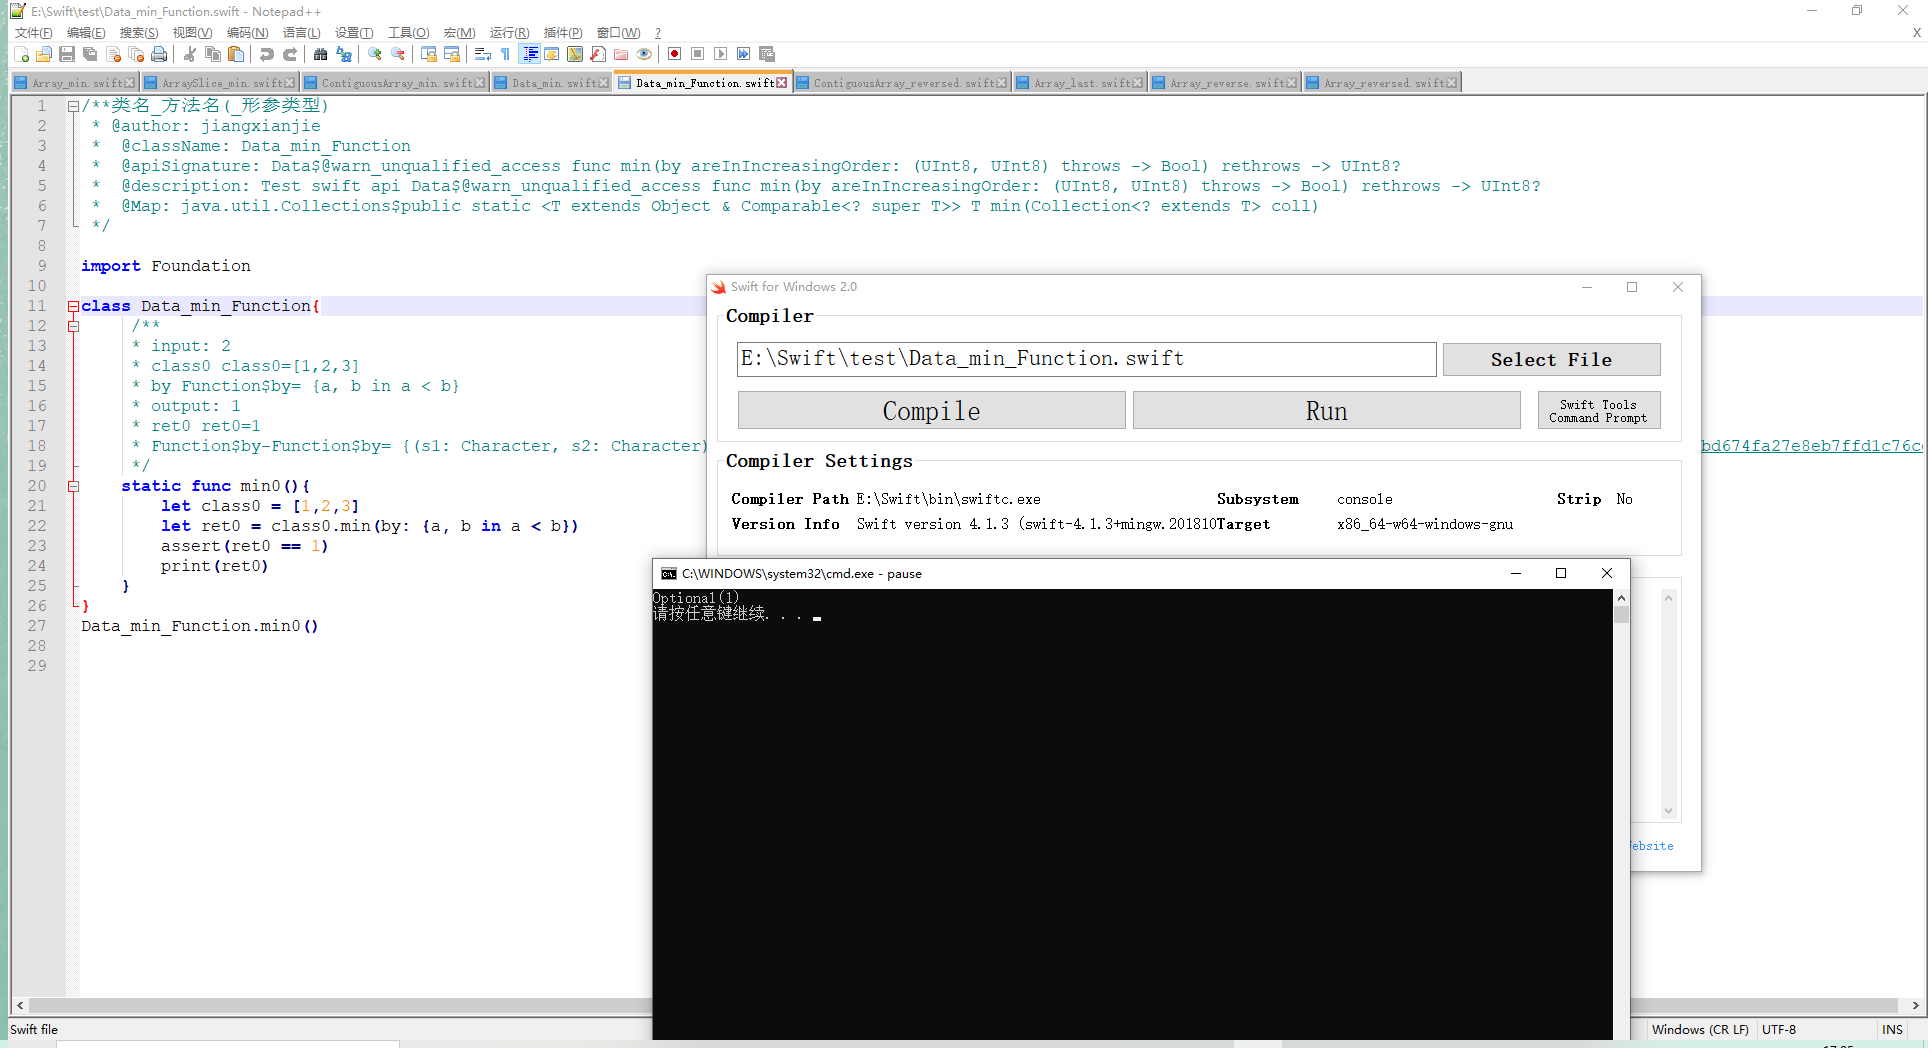 E:\Swift\test\Data_min_Function.swift - Notepad++
文件(F) 编辑(E) 搜索(S) 视图(V) 编码(N) 语言(L) 设置(T) 工具(O) 宏(M) 运行(R) 插件(P) 窗口(W) ? X
Array_min.swift ArraySlice_min.swift ContiguousArray_min.swift Data_min.swift Data_min_Function.swift ContiguousArray_reversed.swift Array_last.swift Array_reverse.swift Array_reversed.swift
1 /**类名_方法名(_形参类型)
2 * @author: jiangxianjie
3 * @className: Data_min_Function
4 * @apiSignature: Data$@warn_unqualified_access func min(by areInIncreasingOrder: (UInt8, UInt8) throws -> Bool) rethrows -> UInt8?
5 * @description: Test swift api Data$@warn_unqualified_access func min(by areInIncreasingOrder: (UInt8, UInt8) throws -> Bool) rethrows -> UInt8?
6 * @Map: java.util.Collections$public static <T extends Object & Comparable<? super T>> T min(Collection<? extends T> coll)
7 */
8
9 import Foundation
10
11 class Data_min_Function{
12 /**
13 * input: 2
14 * class0 class0=[1,2,3]
15 * by Function$by= {a, b in a < b}
16 * output: 1
17 * ret0 ret0=1
18 * Function$by-Function$by= {(s1: Character, s2: Character) bd674fa27e8eb7ffd1c76c
19 */
20 static func min0(){
21 let class0 = [1,2,3]
22 let ret0 = class0.min(by: {a, b in a < b})
23 assert(ret0 == 1)
24 print(ret0)
25 }
26 }
27 Data_min_Function.min0()
28
29
Swift for Windows 2.0
Compiler
E:\Swift\test\Data_min_Function.swift Select File
Compile Run Swift Tools
Command Prompt
Compiler Settings
Compiler Path E:\Swift\bin\swiftc.exe Subsystem console Strip No
Version Info Swift version 4.1.3 (swift-4.1.3+mingw.201810 Target x86_64-w64-windows-gnu
C:\WINDOWS\system32\cmd.exe - pause
Optional(1)
请按任意键继续. . .
ebsite
Swift file Windows (CR LF) UTF-8 INS